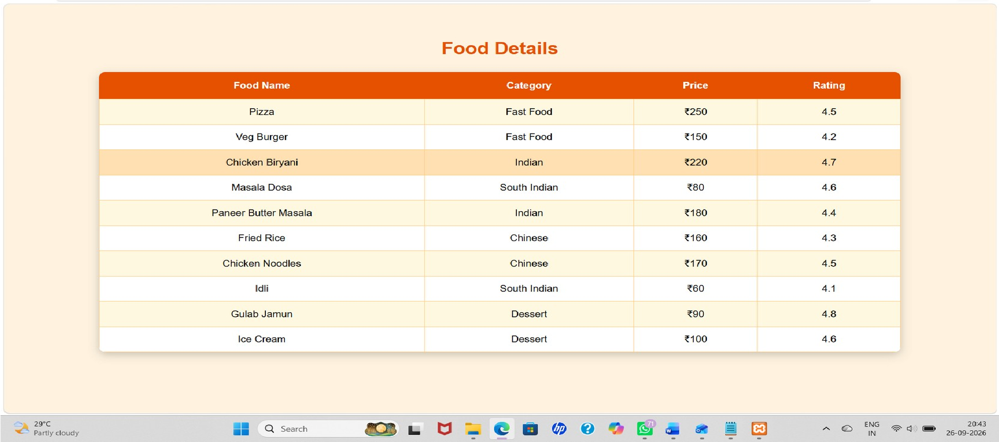 Food Details
Food Name Category Price Rating
Pizza Fast Food ₹250 4.5
Veg Burger Fast Food ₹150 4.2
Chicken Biryani Indian ₹220 4.7
Masala Dosa South Indian ₹80 4.6
Paneer Butter Masala Indian ₹180 4.4
Fried Rice Chinese ₹160 4.3
Chicken Noodles Chinese ₹170 4.5
Idli South Indian ₹60 4.1
Gulab Jamun Dessert ₹90 4.8
Ice Cream Dessert ₹100 4.6
29°C
Partly cloudy
Search
hp
71
W
ENG
IN
20:43
26-09-2026